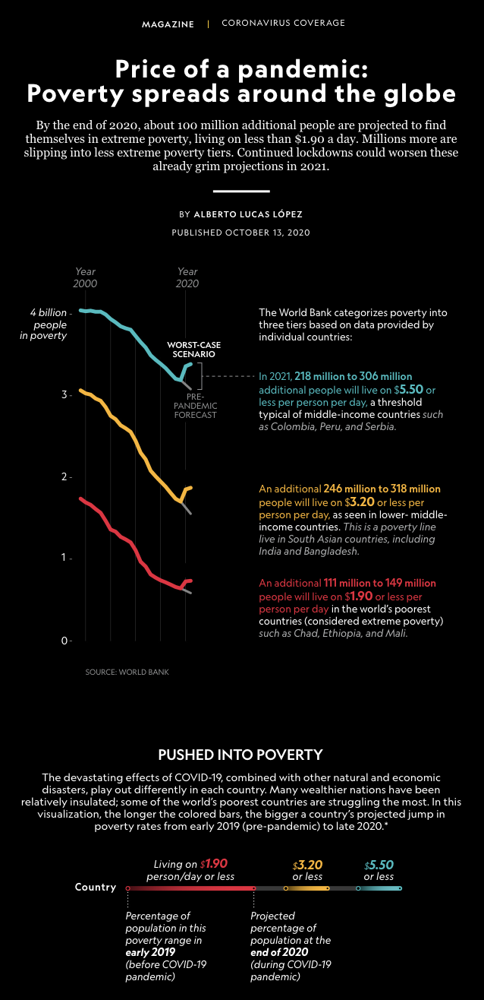 MAGAZINE | CORONAVIRUS COVERAGE
Price of a pandemic:
Poverty spreads around the globe
By the end of 2020, about 100 million additional people are projected to find
themselves in extreme poverty, living on less than $1.90 a day. Millions more are
slipping into less extreme poverty tiers. Continued lockdowns could worsen these
already grim projections in 2021.
BY ALBERTO LUCAS LÓPEZ
PUBLISHED OCTOBER 13, 2020
Year
2000
Year
2020
4 billion
people
in poverty
3
2
1
0
WORST-CASE
SCENARIO
PRE-
PANDEMIC
FORECAST
The World Bank categorizes poverty into
three tiers based on data provided by
individual countries:
In 2021, 218 million to 306 million
additional people will live on $5.50 or
less per person per day, a threshold
typical of middle-income countries such
as Colombia, Peru, and Serbia.
An additional 246 million to 318 million
people will live on $3.20 or less per
person per day, as seen in lower- middle-
income countries. This is a poverty line
live in South Asian countries, including
India and Bangladesh.
An additional 111 million to 149 million
people will live on $1.90 or less per
person per day in the world's poorest
countries (considered extreme poverty)
such as Chad, Ethiopia, and Mali.
SOURCE: WORLD BANK
PUSHED INTO POVERTY
The devastating effects of COVID-19, combined with other natural and economic
disasters, play out differently in each country. Many wealthier nations have been
relatively insulated; some of the world's poorest countries are struggling the most. In this
visualization, the longer the colored bars, the bigger a country's projected jump in
poverty rates from early 2019 (pre-pandemic) to late 2020.*
Living on $1.90
person/day or less
$3.20
or less
$5.50
or less
Country
Percentage of
population in this
poverty range in
early 2019
(before COVID-19
pandemic)
Projected
percentage of
population at the
end of 2020
(during COVID-19
pandemic)